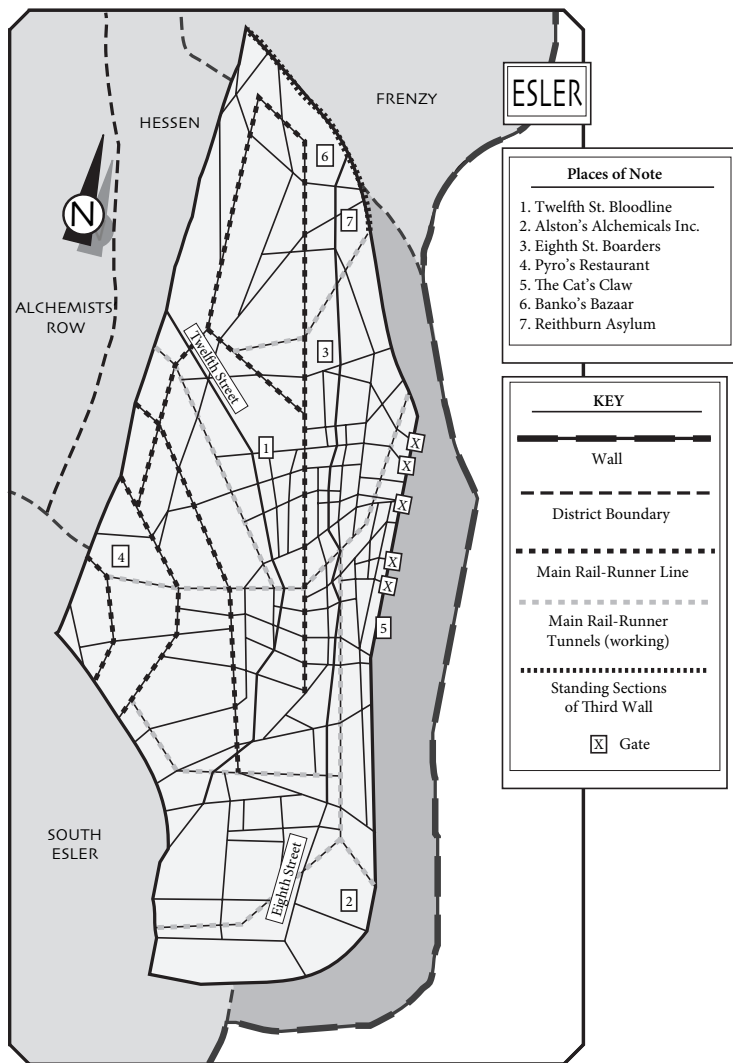 ESLER
FRENZY
HESSEN
N
ALCHEMISTS
ROW
SOUTH
ESLER
Twelfth Street
Eighth Street
6
7
3
1
4
5
2
X
X
X
X
X
Places of Note
1. Twelfth St. Bloodline
2. Alston's Alchemicals Inc.
3. Eighth St. Boarders
4. Pyro's Restaurant
5. The Cat's Claw
6. Banko's Bazaar
7. Reithburn Asylum
KEY
Wall
District Boundary
Main Rail-Runner Line
Main Rail-Runner
Tunnels (working)
Standing Sections
of Third Wall
X Gate